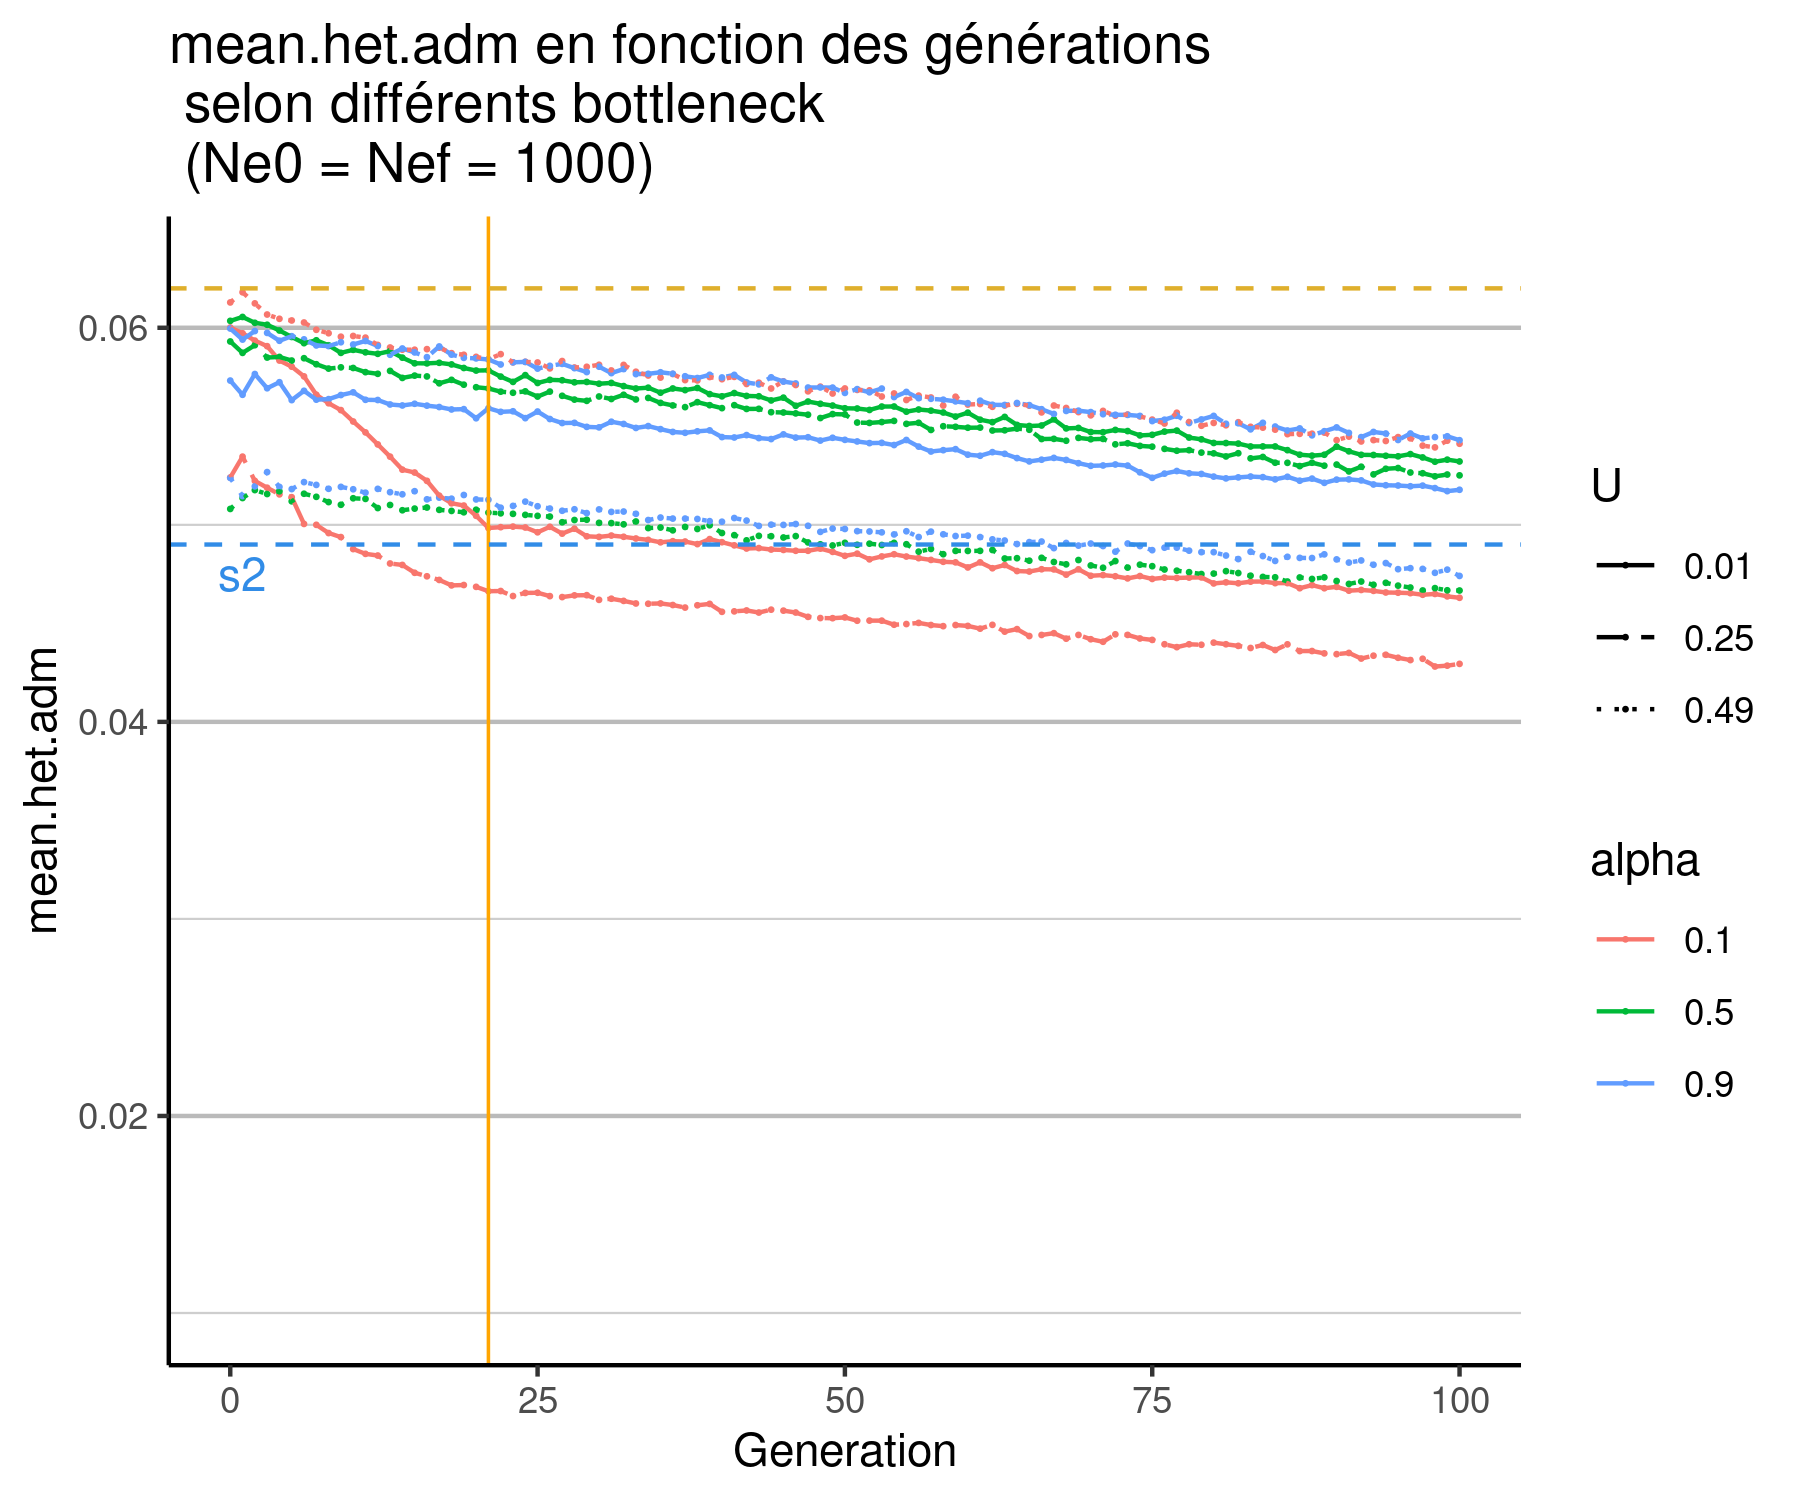 mean.het.adm en fonction des générations
selon différents bottleneck
(Ne0 = Nef = 1000)
mean.het.adm
0.06
0.04
0.02
s2
0
25
50
75
100
Generation
U
0.01
0.25
0.49
alpha
0.1
0.5
0.9